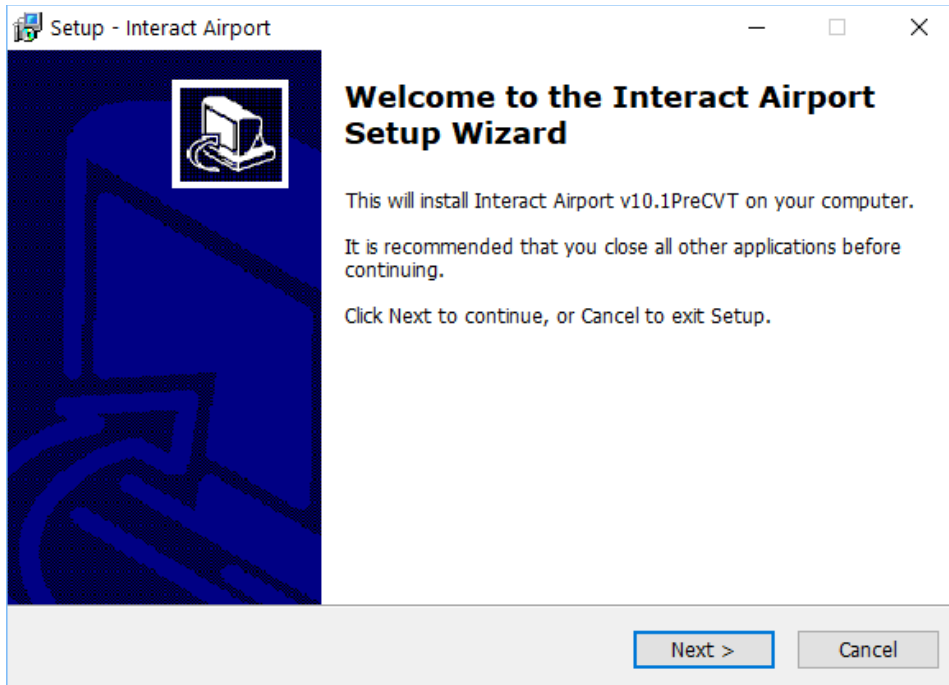 Setup - Interact Airport
Welcome to the Interact Airport
Setup Wizard
This will install Interact Airport v10.1PreCVT on your computer.
It is recommended that you close all other applications before
continuing.
Click Next to continue, or Cancel to exit Setup.
Next >
Cancel